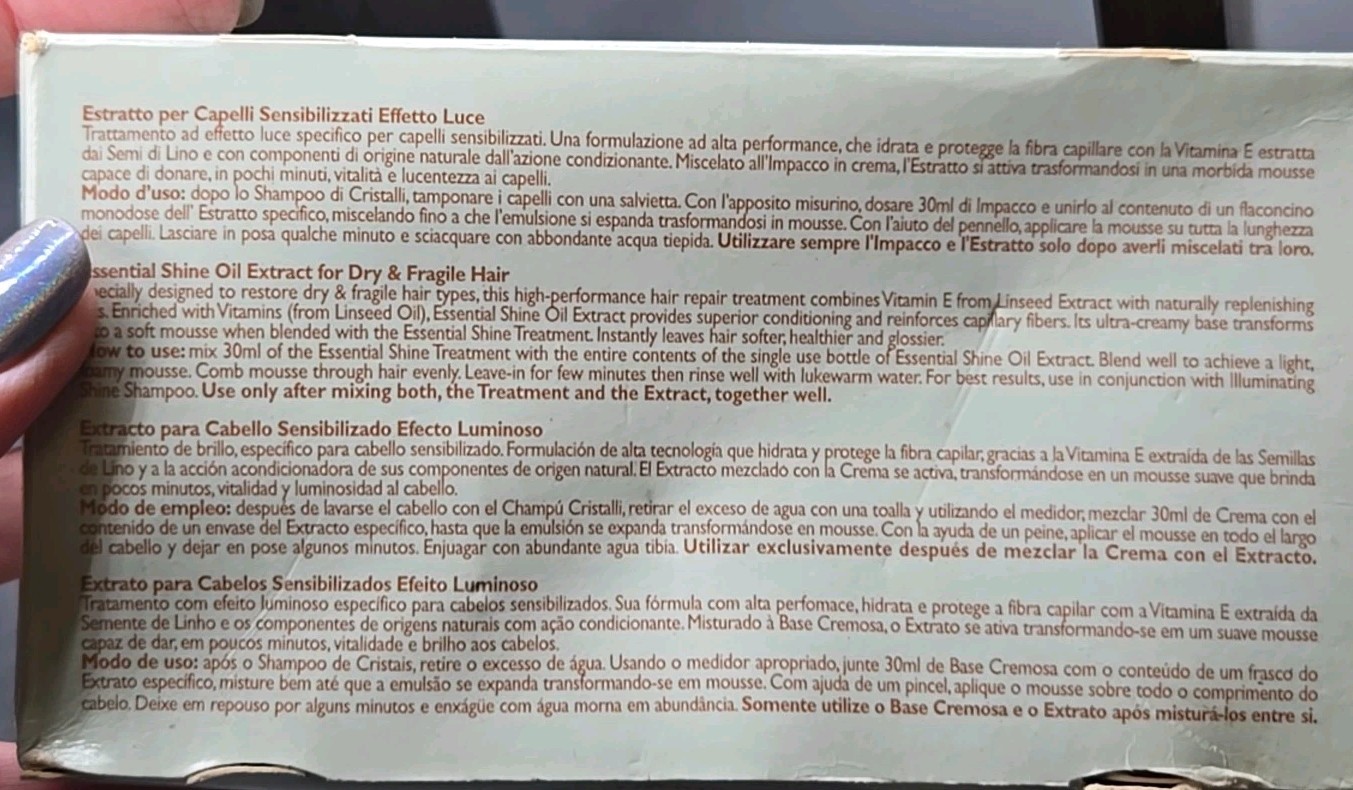 Estratto per Capelli Sensibilizzati Effetto Luce
Trattamento ad effetto luce specifico per capelli sensibilizzati. Una formulazione ad alta performance, che idrata e protegge la fibra capillare con la Vitamina E estratta
dai Semi di Lino e con componenti di origine naturale dall'azione condizionante. Miscelato all'Impacco in crema, l'Estratto si attiva trasformandosi in una morbida mousse
capace di donare, in pochi minuti, vitalità e lucentezza ai capelli.
Modo d'uso: dopo lo Shampoo di Cristalli, tamponare i capelli con una salvietta. Con l'apposito misurino, dosare 30ml di Impacco e unirlo al contenuto di un flaconcino
monodose dell' Estratto specifico, miscelando fino a che l'emulsione si espanda trasformandosi in mousse. Con l'aiuto del pennello, applicare la mousse su tutta la lunghezza
dei capelli. Lasciare in posa qualche minuto e sciacquare con abbondante acqua tiepida. Utilizzare sempre l'Impacco e l'Estratto solo dopo averli miscelati tra loro.
ssential Shine Oil Extract for Dry & Fragile Hair
ecially designed to restore dry & fragile hair types, this high-performance hair repair treatment combines Vitamin E from Linseed Extract with naturally replenishing
s. Enriched with Vitamins (from Linseed Oil), Essential Shine Oil Extract provides superior conditioning and reinforces capillary fibers. Its ultra-creamy base transforms
to a soft mousse when blended with the Essential Shine Treatment. Instantly leaves hair softer, healthier and glossier.
How to use: mix 30ml of the Essential Shine Treatment with the entire contents of the single use bottle of Essential Shine Oil Extract. Blend well to achieve a light,
oamy mousse. Comb mousse through hair evenly. Leave-in for few minutes then rinse well with lukewarm water. For best results, use in conjunction with Illuminating
Shine Shampoo. Use only after mixing both, the Treatment and the Extract, together well.
Extracto para Cabello Sensibilizado Efecto Luminoso
Tratamiento de brillo, específico para cabello sensibilizado. Formulación de alta tecnología que hidrata y protege la fibra capilar, gracias a la Vitamina E extraída de las Semillas
de Lino y a la acción acondicionadora de sus componentes de origen natural. El Extracto mezclado con la Crema se activa, transformándose en un mousse suave que brinda
en pocos minutos, vitalidad y luminosidad al cabello.
Modo de empleo: después de lavarse el cabello con el Champú Cristalli, retirar el exceso de agua con una toalla y utilizando el medidor, mezclar 30ml de Crema con el
contenido de un envase del Extracto específico, hasta que la emulsión se expanda transformándose en mousse. Con la ayuda de un peine, aplicar el mousse en todo el largo
del cabello y dejar en pose algunos minutos. Enjuagar con abundante agua tibia. Utilizar exclusivamente después de mezclar la Crema con el Extracto.
Extrato para Cabelos Sensibilizados Efeito Luminoso
Tratamento com efeito luminoso específico para cabelos sensibilizados. Sua fórmula com alta perfomace, hidrata e protege a fibra capilar com a Vitamina E extraída da
Semente de Linho e os componentes de origens naturais com ação condicionante. Misturado à Base Cremosa, o Extrato se ativa transformando-se em um suave mousse
capaz de dar, em poucos minutos, vitalidade e brilho aos cabelos.
Modo de uso: após o Shampoo de Cristais, retire o excesso de água. Usando o medidor apropriado, junte 30ml de Base Cremosa com o conteúdo de um frasco do
Extrato específico, misture bem até que a emulsão se expanda transformando-se em mousse. Com ajuda de um pincel, aplique o mousse sobre todo o comprimento do
cabelo. Deixe em repouso por alguns minutos e enxágüe com água morna em abundância. Somente utilize o Base Cremosa e o Extrato após misturá-los entre si.